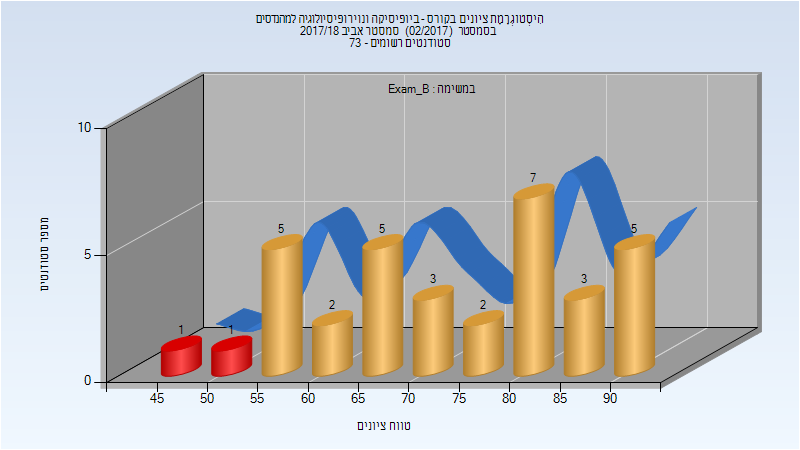 היסטוגרמת ציונים בקורס - ביופיסיקה ונוירופיסיולוגיה למהנדסים
בסמסטר (02/2017) סמסטר אביב 2017/18
סטודנטים רשומים - 73
במשימה : Exam_B
10
5
0
מספר סטודנטים
1 1 5 2 5 3 2 7 3 5
45 50 55 60 65 70 75 80 85 90
טווח ציונים